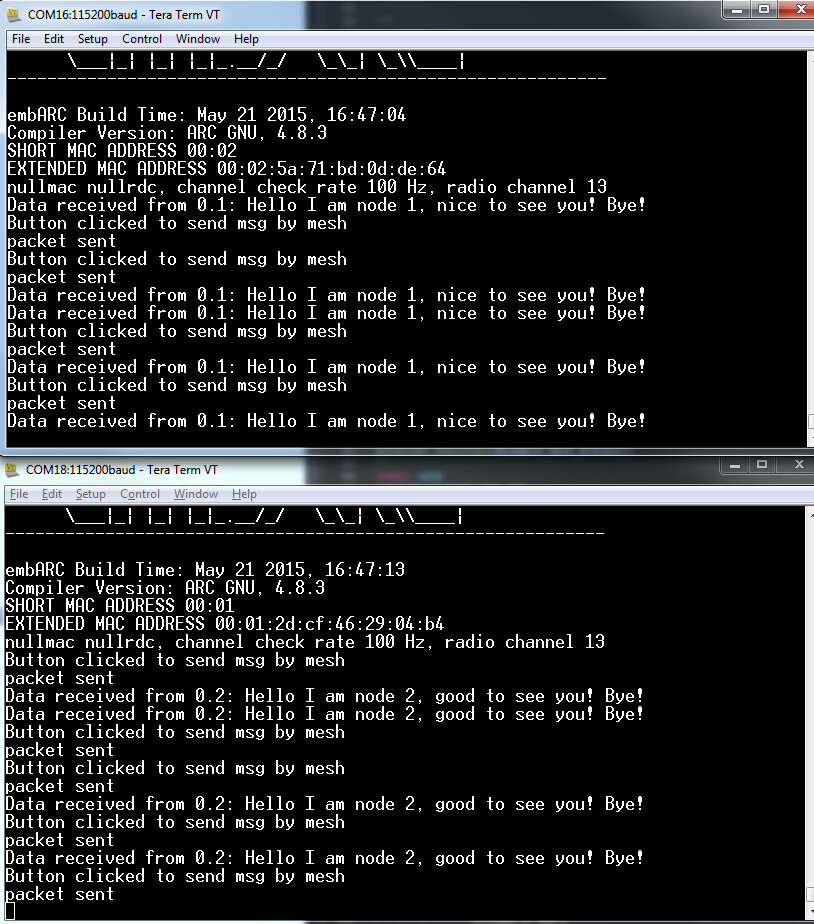 COM16:115200baud - Tera Term VT
File Edit Setup Control Window Help
\___|_| |_| |_|_.__/_/   \_\_| \_\\____|
------------------------------------------------------------
embARC Build Time: May 21 2015, 16:47:04
Compiler Version: ARC GNU, 4.8.3
SHORT MAC ADDRESS 00:02
EXTENDED MAC ADDRESS 00:02:5a:71:bd:0d:de:64
nullmac nullrdc, channel check rate 100 Hz, radio channel 13
Data received from 0.1: Hello I am node 1, nice to see you! Bye!
Button clicked to send msg by mesh
packet sent
Button clicked to send msg by mesh
packet sent
Data received from 0.1: Hello I am node 1, nice to see you! Bye!
Data received from 0.1: Hello I am node 1, nice to see you! Bye!
Button clicked to send msg by mesh
packet sent
Data received from 0.1: Hello I am node 1, nice to see you! Bye!
Button clicked to send msg by mesh
packet sent
Data received from 0.1: Hello I am node 1, nice to see you! Bye!
COM18:115200baud - Tera Term VT
File Edit Setup Control Window Help
\___|_| |_| |_|_.__/_/   \_\_| \_\\____|
------------------------------------------------------------
embARC Build Time: May 21 2015, 16:47:13
Compiler Version: ARC GNU, 4.8.3
SHORT MAC ADDRESS 00:01
EXTENDED MAC ADDRESS 00:01:2d:cf:46:29:04:b4
nullmac nullrdc, channel check rate 100 Hz, radio channel 13
Button clicked to send msg by mesh
packet sent
Data received from 0.2: Hello I am node 2, good to see you! Bye!
Data received from 0.2: Hello I am node 2, good to see you! Bye!
Button clicked to send msg by mesh
packet sent
Button clicked to send msg by mesh
packet sent
Data received from 0.2: Hello I am node 2, good to see you! Bye!
Button clicked to send msg by mesh
packet sent
Data received from 0.2: Hello I am node 2, good to see you! Bye!
Button clicked to send msg by mesh
packet sent